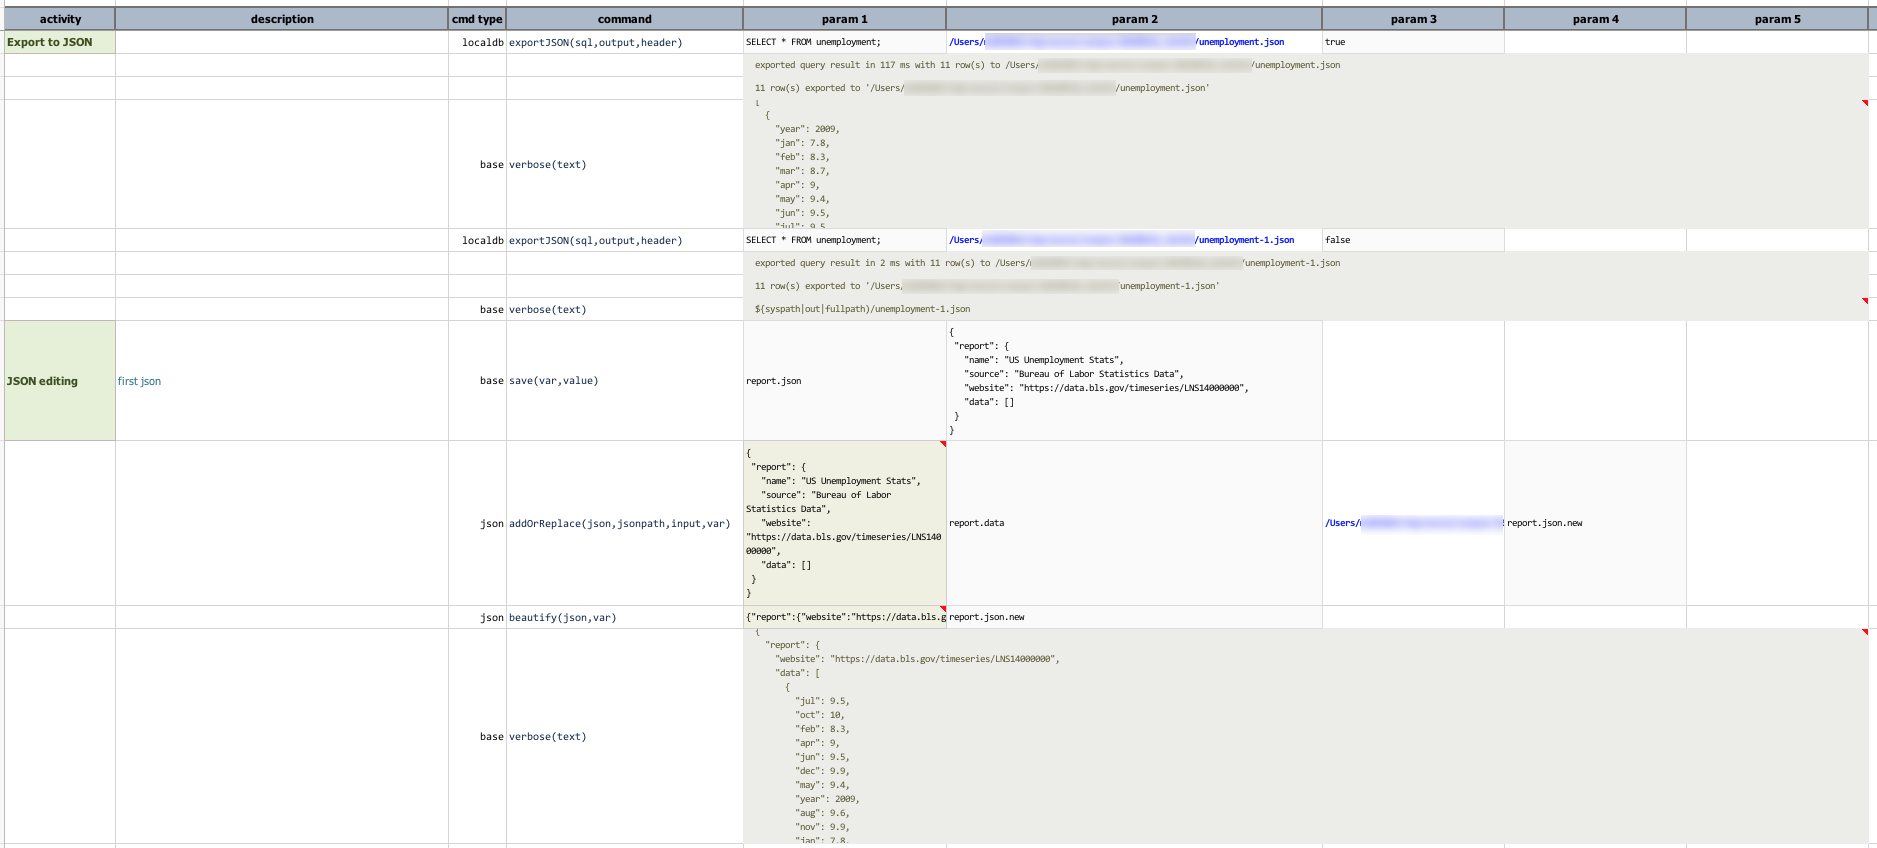 activity description cmd type command param 1 param 2 param 3 param 4 param 5
Export to JSON localdb exportJSON(sql,output,header) SELECT * FROM unemployment; /Users/ /unemployment.json true
exported query result in 117 ms with 11 row(s) to /Users/ /unemployment.json
11 row(s) exported to '/Users/ /unemployment.json'
[
{
"year": 2009,
"jan": 7.8,
"feb": 8.3,
"mar": 8.7,
base verbose(text)
"apr": 9,
"may": 9.4,
"jun": 9.5,
"jul": 9.5
localdb exportJSON(sql,output,header) SELECT * FROM unemployment; /Users/ /unemployment-1.json false
exported query result in 2 ms with 11 row(s) to /Users/ /unemployment-1.json
11 row(s) exported to '/Users/ unemployment-1.json'
base verbose(text) $(syspath|out|fullpath)/unemployment-1.json
JSON editing first json base save(var,value) report.json
{
"report": {
"name": "US Unemployment Stats",
"source": "Bureau of Labor Statistics Data",
"website": "https://data.bls.gov/timeseries/LNS14000000",
"data": []
}
}
json addOrReplace(json,jsonpath,input,var)
{
"report": {
"name": "US Unemployment Stats",
"source": "Bureau of Labor
Statistics Data",
"website":
"https://data.bls.gov/timeseries/LNS140
00000",
"data": []
}
}
report.data /Users/ report.json.new
json beautify(json,var) {"report":{"website":"https://data.bls.g report.json.new
base verbose(text)
{
"report": {
"website": "https://data.bls.gov/timeseries/LNS14000000",
"data": [
{
"jul": 9.5,
"oct": 10,
"feb": 8.3,
"apr": 9,
"jun": 9.5,
"dec": 9.9,
"may": 9.4,
"year": 2009,
"aug": 9.6,
"nov": 9.9,
"jan": 7.8,